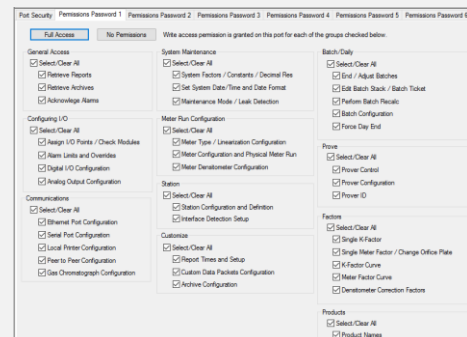 Port Security Permissions Password 1 Permissions Password 2 Permissions Password 3 Permissions Password 4 Permissions Password 5 Permissions Password 6
Full Access No Permissions Write access permission is granted on this port for each of the groups checked below.
General Access
Select/Clear All
Retrieve Reports
Retrieve Archives
Acknowlege Alarms
Configuring I/O
Select/Clear All
Assign I/O Points / Check Modules
Alarm Limits and Overrides
Digital I/O Configuration
Analog Output Configuration
Communications
Select/Clear All
Ethernet Port Configuration
Serial Port Configuration
Local Printer Configuration
Peer to Peer Configuration
Gas Chromatograph Configuration
System Maintenance
Select/Clear All
System Factors / Constants / Decimal Res
Set System Date/Time and Date Format
Maintenance Mode / Leak Detection
Meter Run Configuration
Select/Clear All
Meter Type / Linearization Configuration
Meter Configuration and Physical Meter Run
Meter Densitometer Configuration
Station
Select/Clear All
Station Configuration and Definition
Interface Detection Setup
Customize
Select/Clear All
Report Times and Setup
Custom Data Packets Configuration
Archive Configuration
Batch/Daily
Select/Clear All
End / Adjust Batches
Edit Batch Stack / Batch Ticket
Perform Batch Recalc
Batch Configuration
Force Day End
Prove
Select/Clear All
Prover Control
Prover Configuration
Prover ID
Factors
Select/Clear All
Single K-Factor
Single Meter Factor / Change Orifice Plate
K-Factor Curve
Meter Factor Curve
Densitometer Correction Factors
Products
Select/Clear All
Product Names